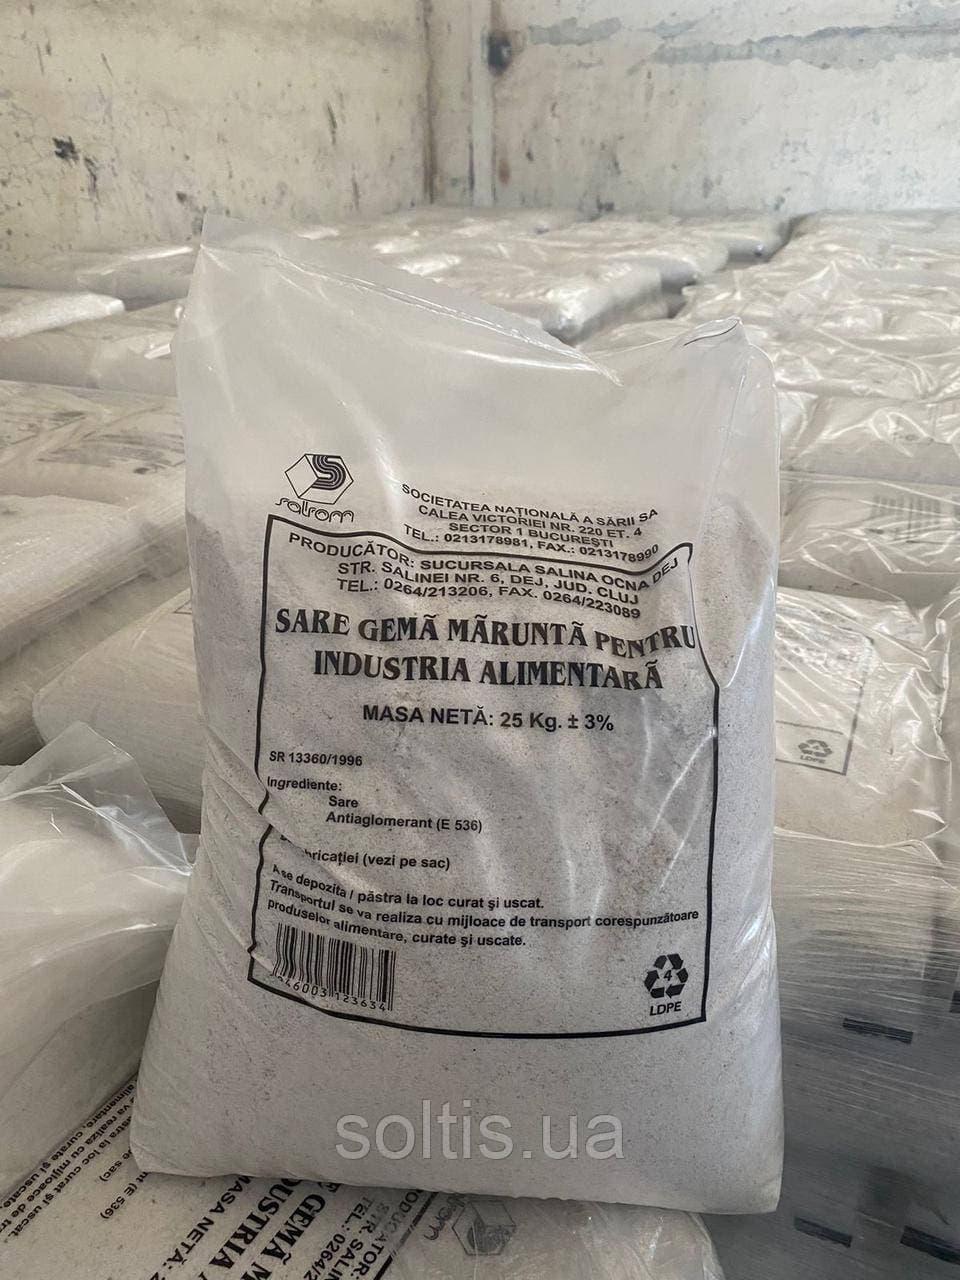 salrom
SOCIETATEA NAȚIONALĂ A SĂRII SA
CALEA VICTORIEI NR. 220 ET. 4
SECTOR 1 BUCUREȘTI
TEL.: 0213178981, FAX.: 0213178990
PRODUCĂTOR: SUCURSALA SALINA OCNA DEJ
STR. SALINEI NR. 6, DEJ, JUD. CLUJ
TEL.: 0264/213206, FAX. 0264/223089
SARE GEMĂ MĂRUNTĂ PENTRU
INDUSTRIA ALIMENTARĂ
MASA NETĂ: 25 Kg. ± 3%
SR 13360/1996
Ingrediente:
Sare
Antiaglomerant (E 536)
(vezi pe sac)
A se depozita / păstra la loc curat și uscat.
Transportul se va realiza cu mijloace de transport corespunzătoare
produselor alimentare, curate și uscate.
46003 123634
4
LDPE
LDPE
soltis.ua